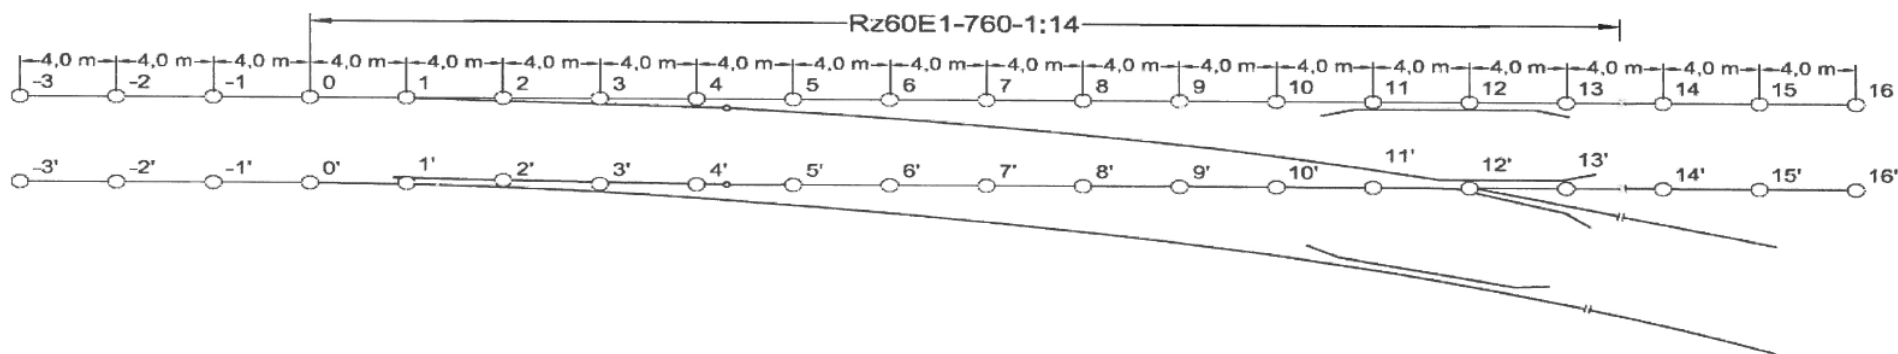 Rz60E1-760-1:14
4,0 m 4,0 m 4,0 m 4,0 m 4,0 m 4,0 m 4,0 m 4,0 m 4,0 m 4,0 m 4,0 m 4,0 m 4,0 m 4,0 m 4,0 m 4,0 m 4,0 m 4,0 m 4,0 m
-3 -2 -1 0 1 2 3 4 5 6 7 8 9 10 11 12 13 14 15 16
-3' -2' -1' 0' 1' 2' 3' 4' 5' 6' 7' 8' 9' 10' 11' 12' 13' 14' 15' 16'